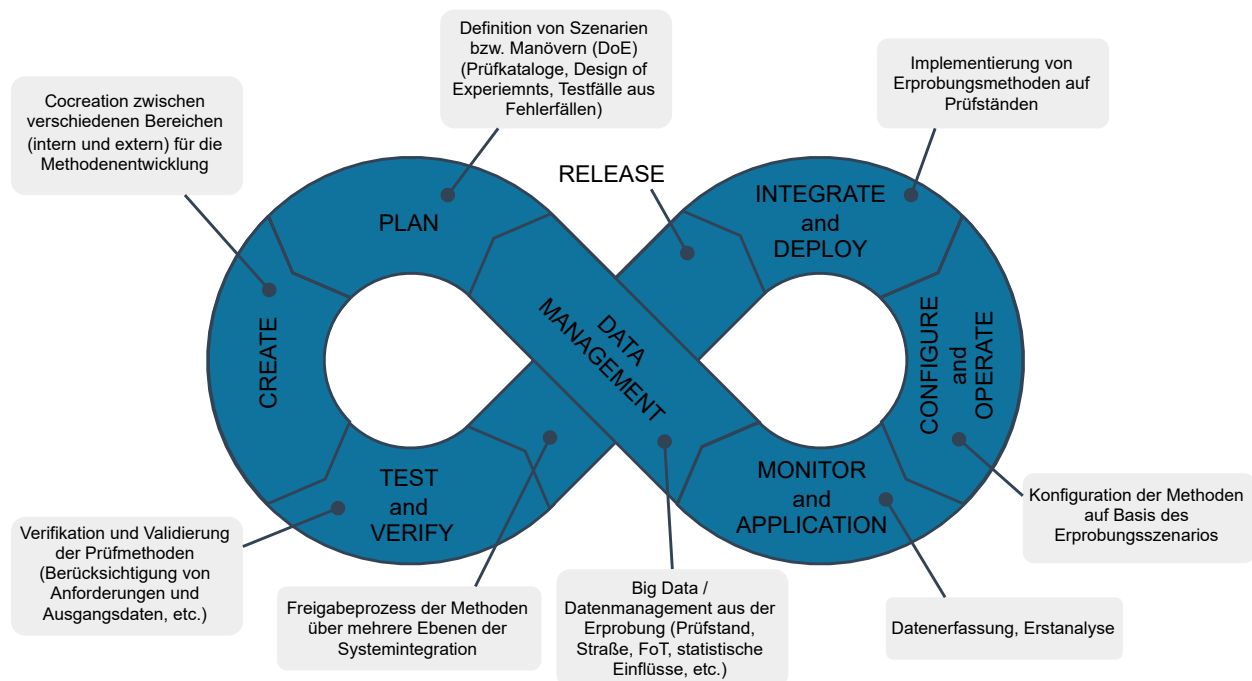 Definition von Szenarien
bzw. Manövern (DoE)
(Prüfkataloge, Design of
Experiemnts, Testfälle aus
Fehlerfällen)
Implementierung von
Erprobungsmethoden auf
Prüfständen
Cocreation zwischen
verschiedenen Bereichen
(intern und extern) für die
Methodenentwicklung
RELEASE
PLAN
INTEGRATE
and
DEPLOY
CREATE
DATA
MANAGEMENT
CONFIGURE
and
OPERATE
TEST
and
VERIFY
MONITOR
and
APPLICATION
Konfiguration der Methoden
auf Basis des
Erprobungsszenarios
Verifikation und Validierung
der Prüfmethoden
(Berücksichtigung von
Anforderungen und
Ausgangsdaten, etc.)
Freigabeprozess der Methoden
über mehrere Ebenen der
Systemintegration
Big Data /
Datenmanagement aus der
Erprobung (Prüfstand,
Straße, FoT, statistische
Einflüsse, etc.)
Datenerfassung, Erstanalyse